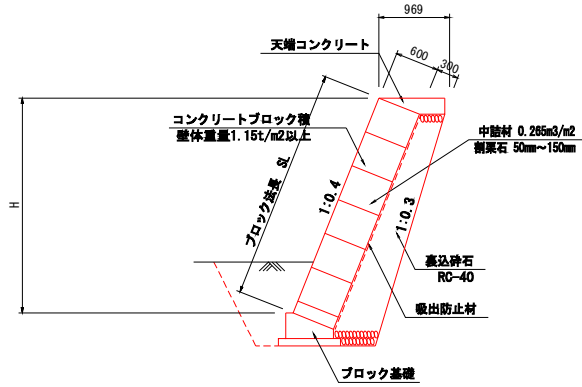 969
天端コンクリート
600
300
コンクリートブロック積
壁体重量1.15t/m2以上
中詰材 0.265m3/m2
割栗石 50mm～150mm
ブロック法長 SL
H
1:0.4
1:0.3
裏込砕石
RC-40
吸出防止材
ブロック基礎